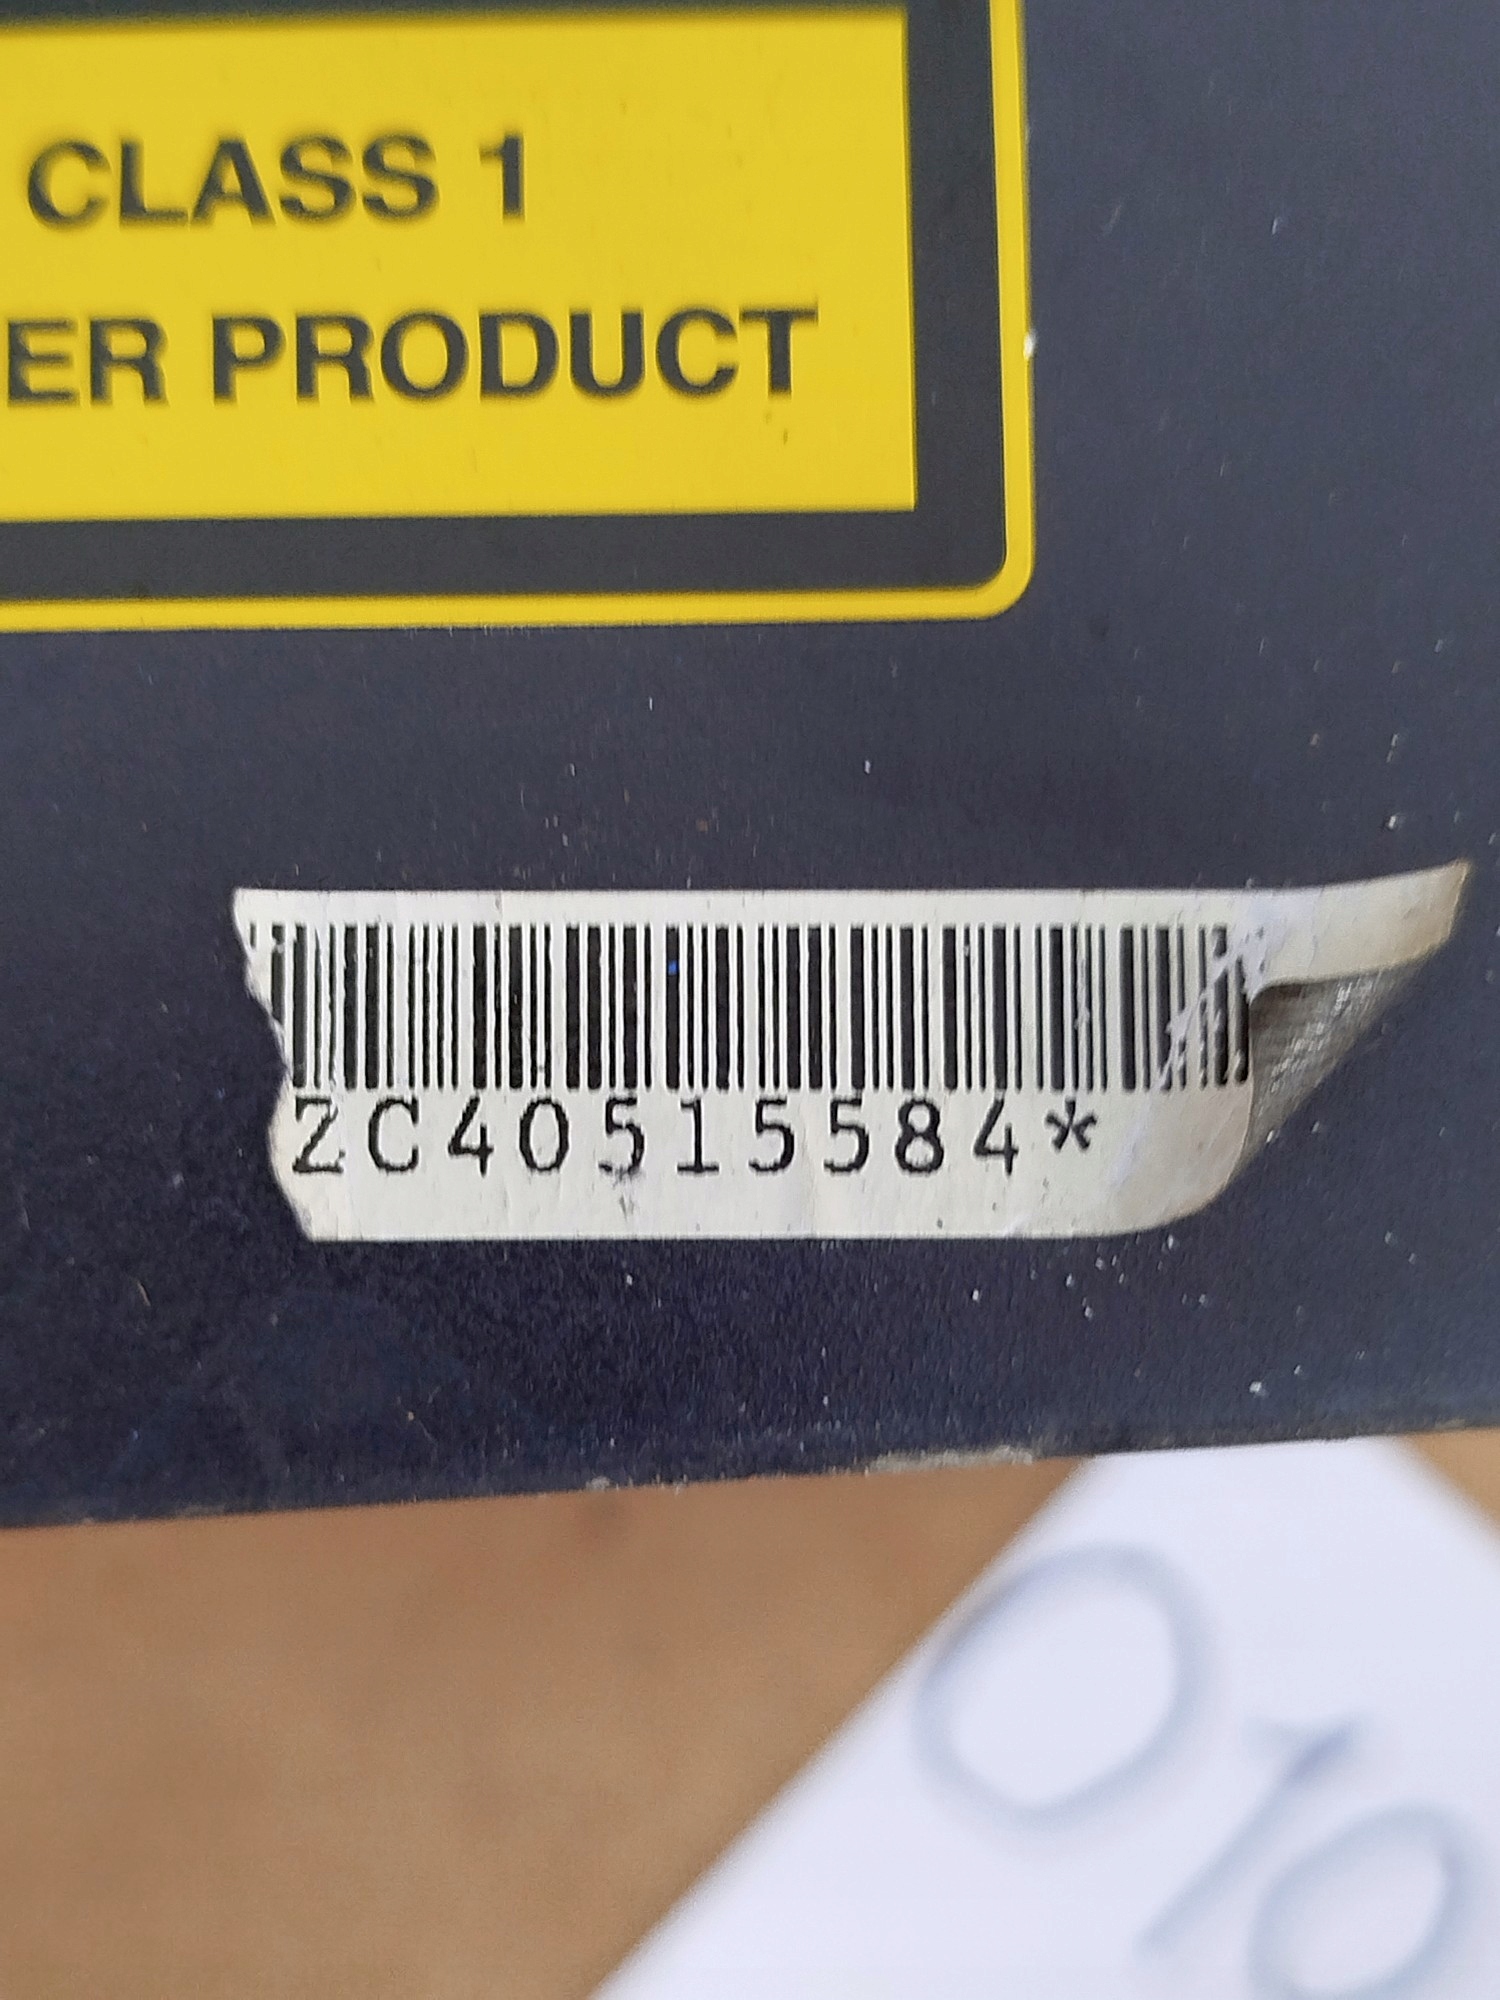 CLASS 1
ER PRODUCT
ZC40515584*